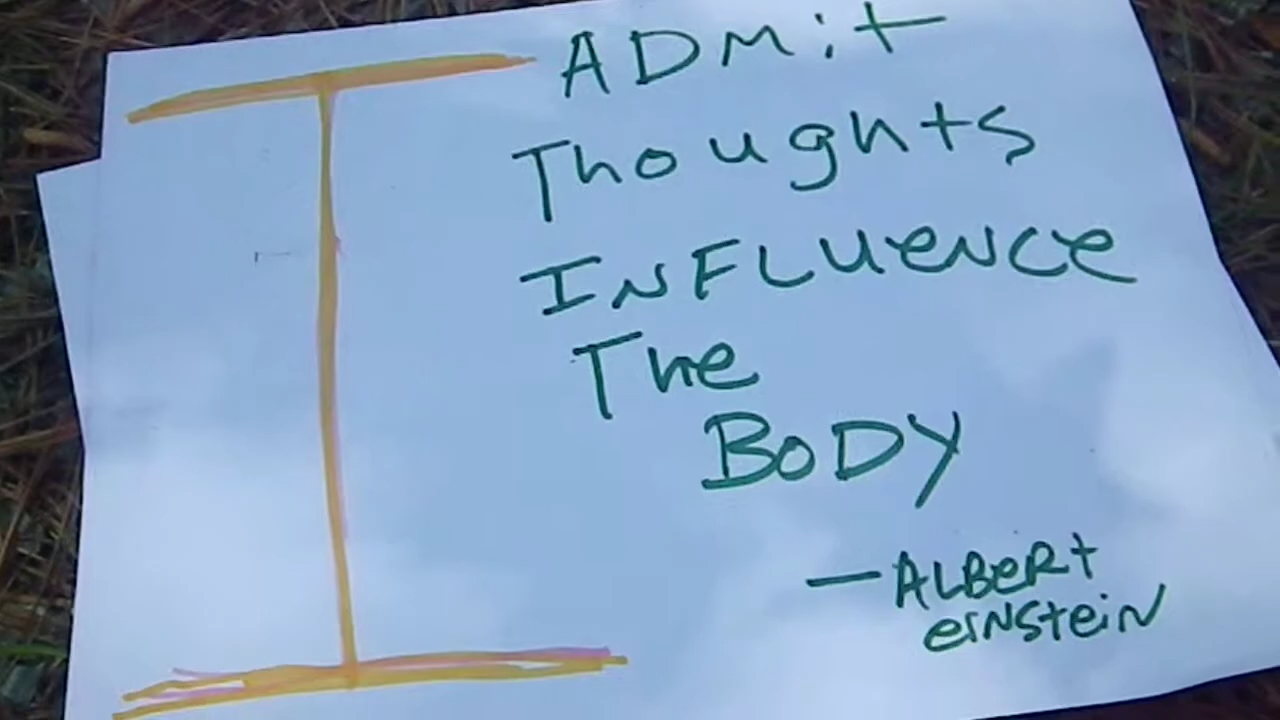 I ADMit
Thoughts
INFLuence
The
BODY
— ALBeRt
eINSteiN